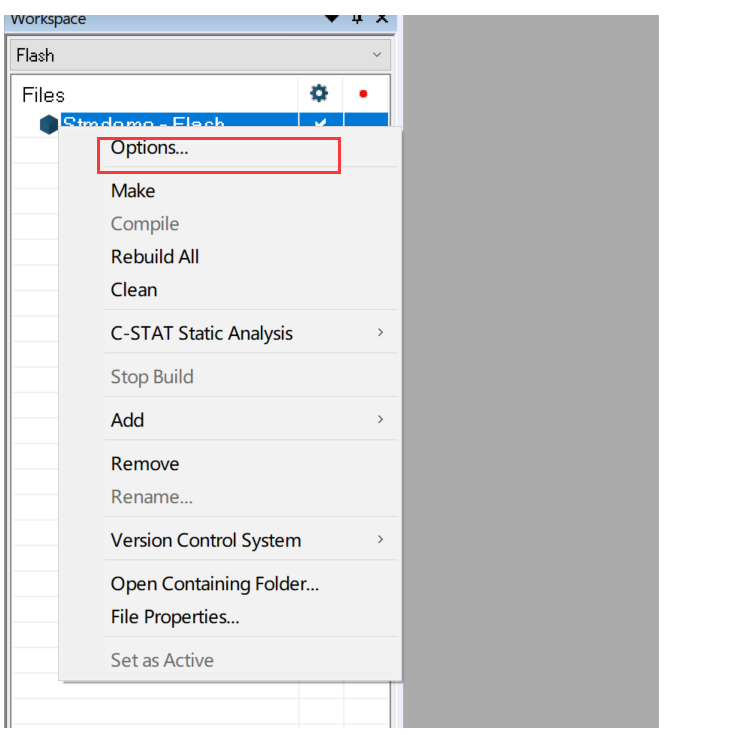 Workspace
Flash
Files
Stmdemo - Flash
Options...
Make
Compile
Rebuild All
Clean
C-STAT Static Analysis
Stop Build
Add
Remove
Rename...
Version Control System
Open Containing Folder...
File Properties...
Set as Active